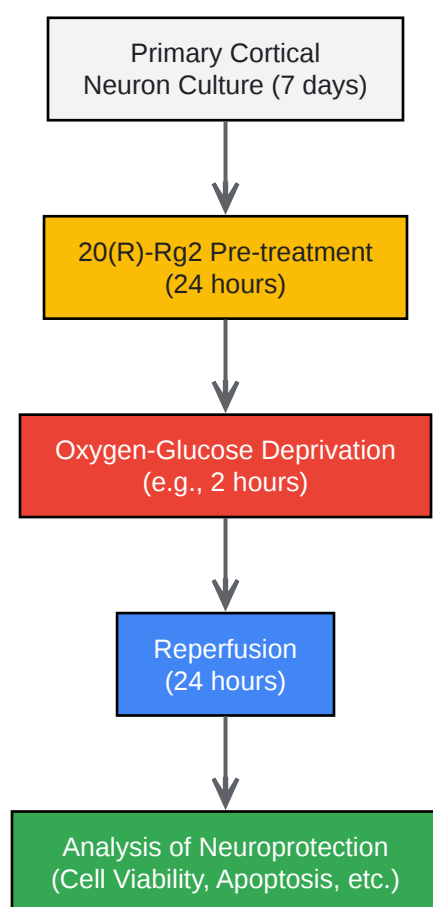 Primary Cortical
Neuron Culture (7 days)
20(R)-Rg2 Pre-treatment
(24 hours)
Oxygen-Glucose Deprivation
(e.g., 2 hours)
Reperfusion
(24 hours)
Analysis of Neuroprotection
(Cell Viability, Apoptosis, etc.)